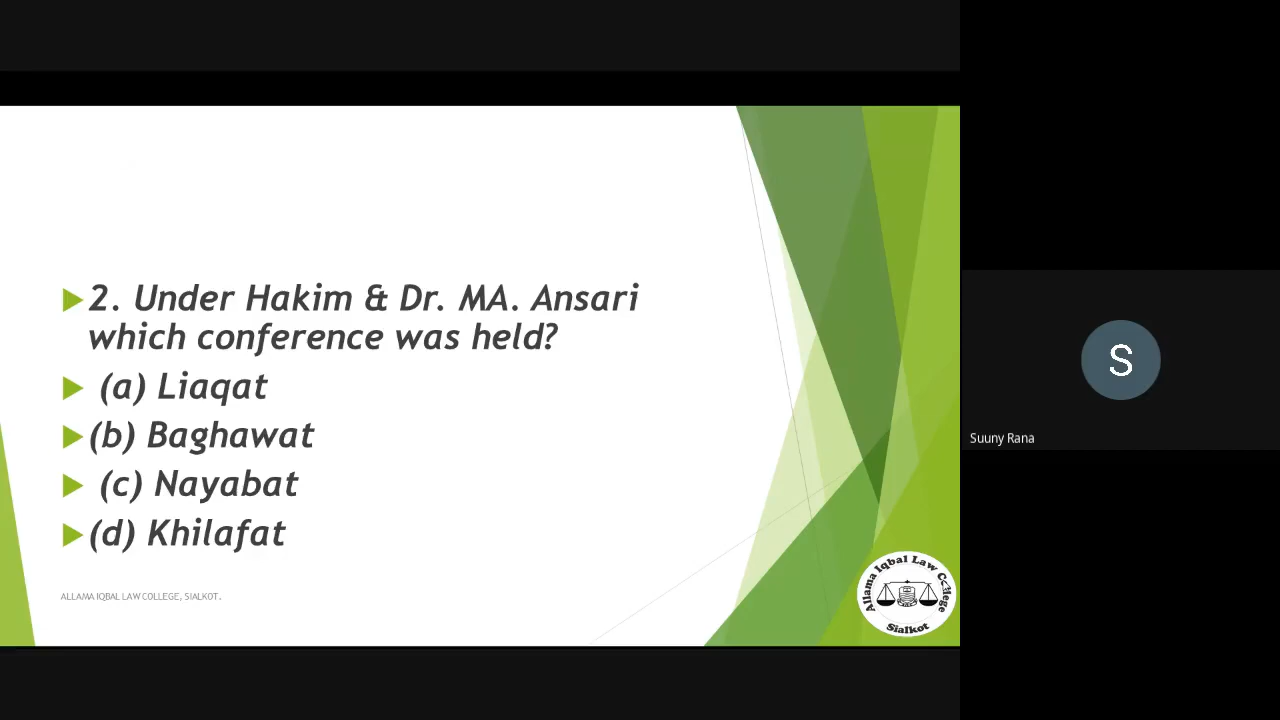 2. Under Hakim & Dr. MA. Ansari
which conference was held?
(a) Liaqat
(b) Baghawat
(c) Nayabat
(d) Khilafat
ALLAMA IQBAL LAW COLLEGE, SIALKOT.
Allama Iqbal Law College
Sialkot
S
Suuny Rana